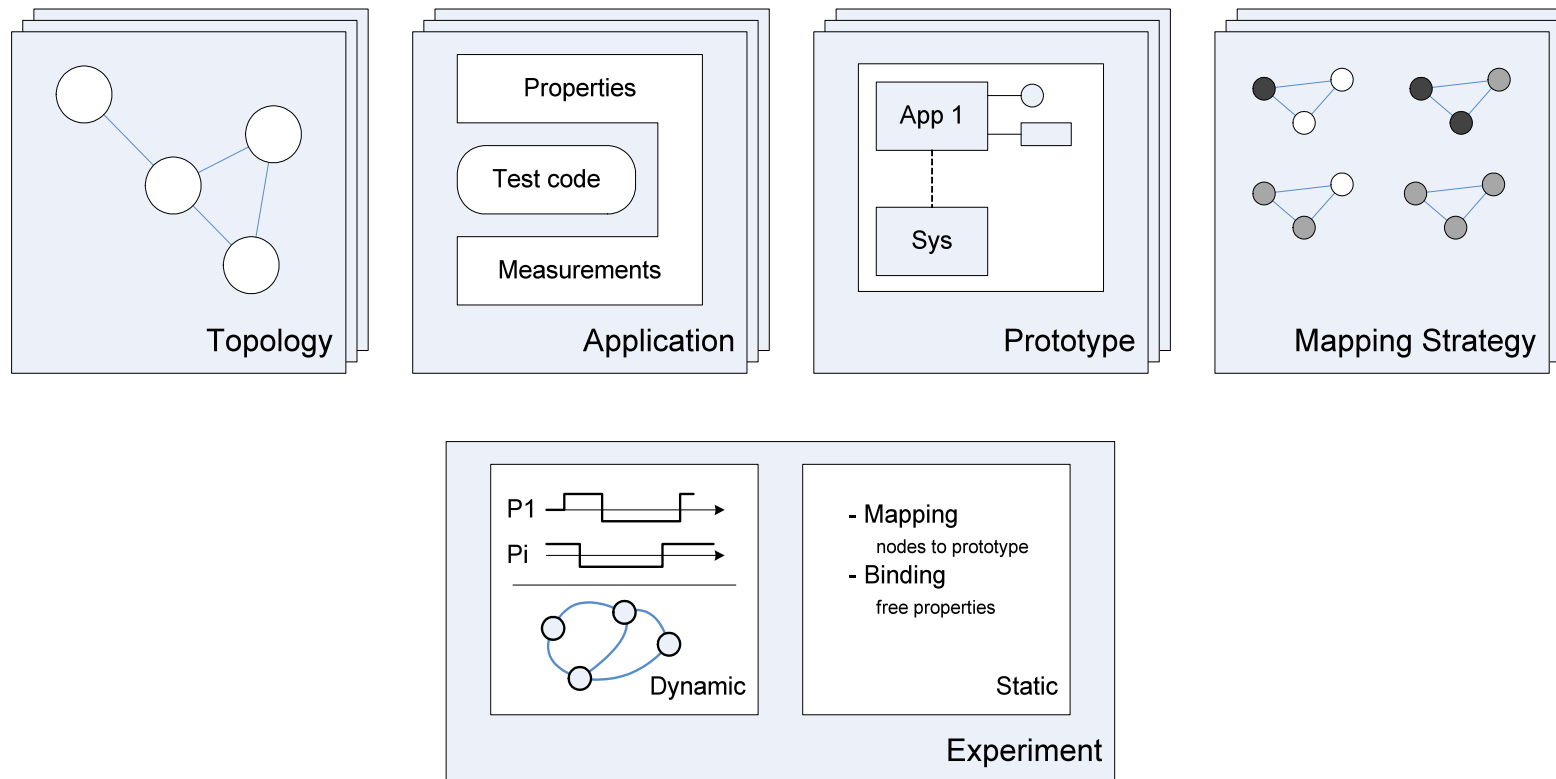 Properties
Test code
Measurements
App 1
Sys
Topology
Application
Prototype
Mapping Strategy
P1
Pi
Dynamic
- Mapping
nodes to prototype
- Binding
free properties
Static
Experiment